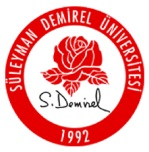 SÜLEYMAN DEMİREL ÜNİVERSİTESİ
S. Demirel
1992